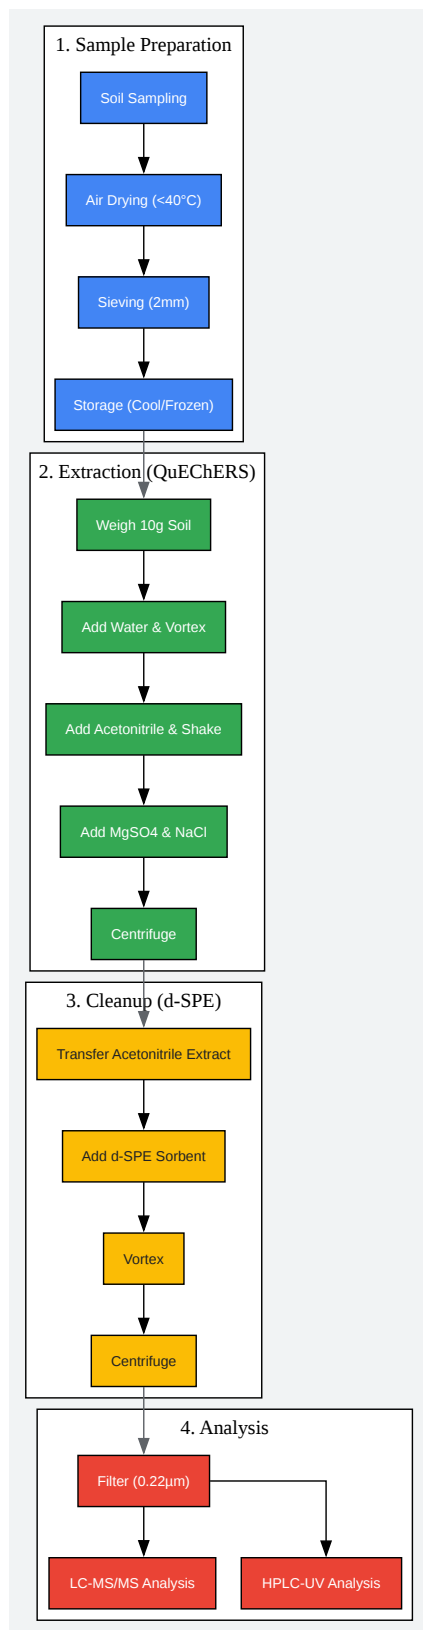 1. Sample Preparation
Soil Sampling
Air Drying (<40°C)
Sieving (2mm)
Storage (Cool/Frozen)
2. Extraction (QuEChERS)
Weigh 10g Soil
Add Water & Vortex
Add Acetonitrile & Shake
Add MgSO4 & NaCl
Centrifuge
3. Cleanup (d-SPE)
Transfer Acetonitrile Extract
Add d-SPE Sorbent
Vortex
Centrifuge
4. Analysis
Filter (0.22µm)
LC-MS/MS Analysis
HPLC-UV Analysis